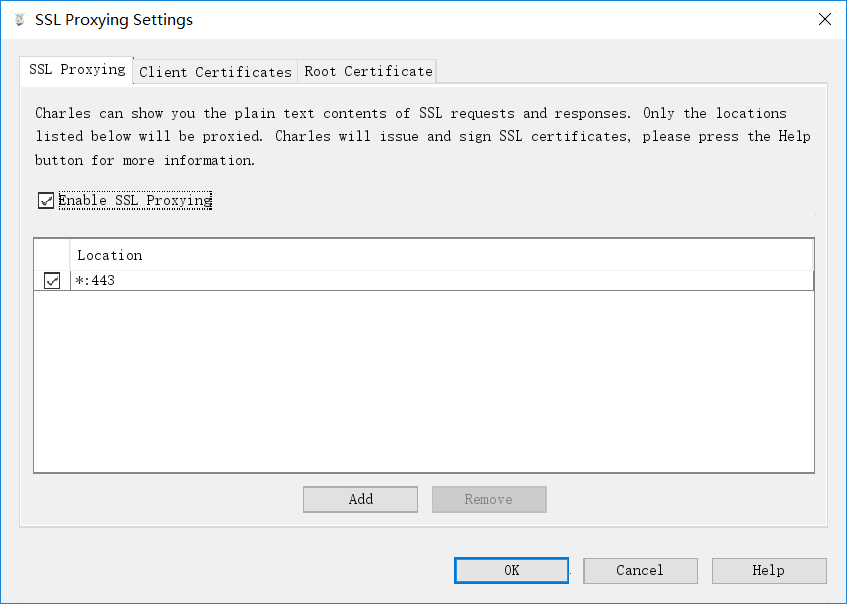 SSL Proxying Settings
SSL Proxying Client Certificates Root Certificate
Charles can show you the plain text contents of SSL requests and responses. Only the locations
listed below will be proxied. Charles will issue and sign SSL certificates, please press the Help
button for more information.
Enable SSL Proxying
Location
*:443
Add Remove
OK Cancel Help